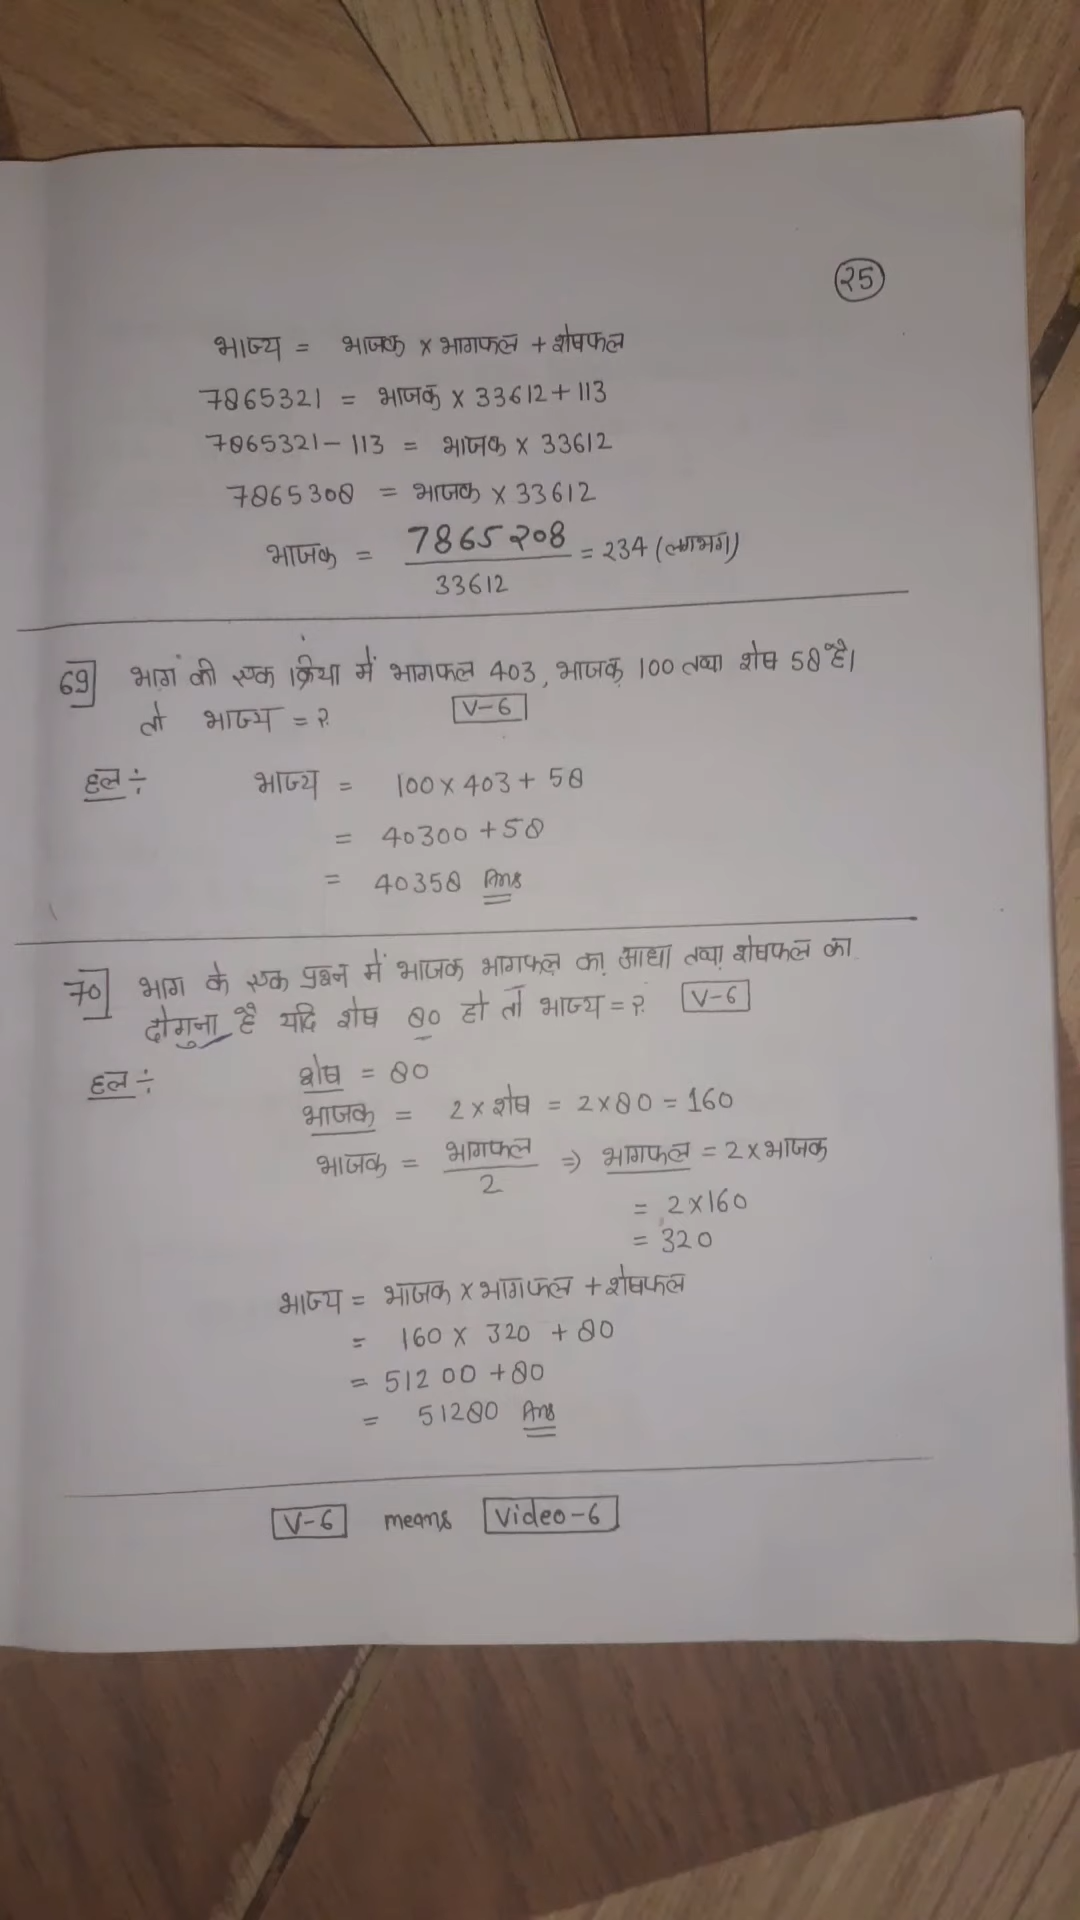 25
भाज्य = भाजक × भागफल + शेषफल
7865321 = भाजक × 33612 + 113
7865321 - 113 = भाजक × 33612
7865308 = भाजक × 33612
भाजक = 7865208 / 33612 = 234 (लगभग)
69] भाग की एक क्रिया में भागफल 403, भाजक 100 तथा शेष 58 है।
तो भाज्य = ? V-6
हल ÷ भाज्य = 100 × 403 + 58
= 40300 + 58
= 40358 Ans
70] भाग के एक प्रश्न में भाजक भागफल का आधा तथा शेषफल का
दोगुना है यदि शेष 80 हो तो भाज्य = ? V-6
हल ÷ शेष = 80
भाजक = 2 × शेष = 2 × 80 = 160
भाजक = भागफल / 2 ⇒ भागफल = 2 × भाजक
= 2 × 160
= 320
भाज्य = भाजक × भागफल + शेषफल
= 160 × 320 + 80
= 51200 + 80
= 51280 Ans
V-6 means Video-6